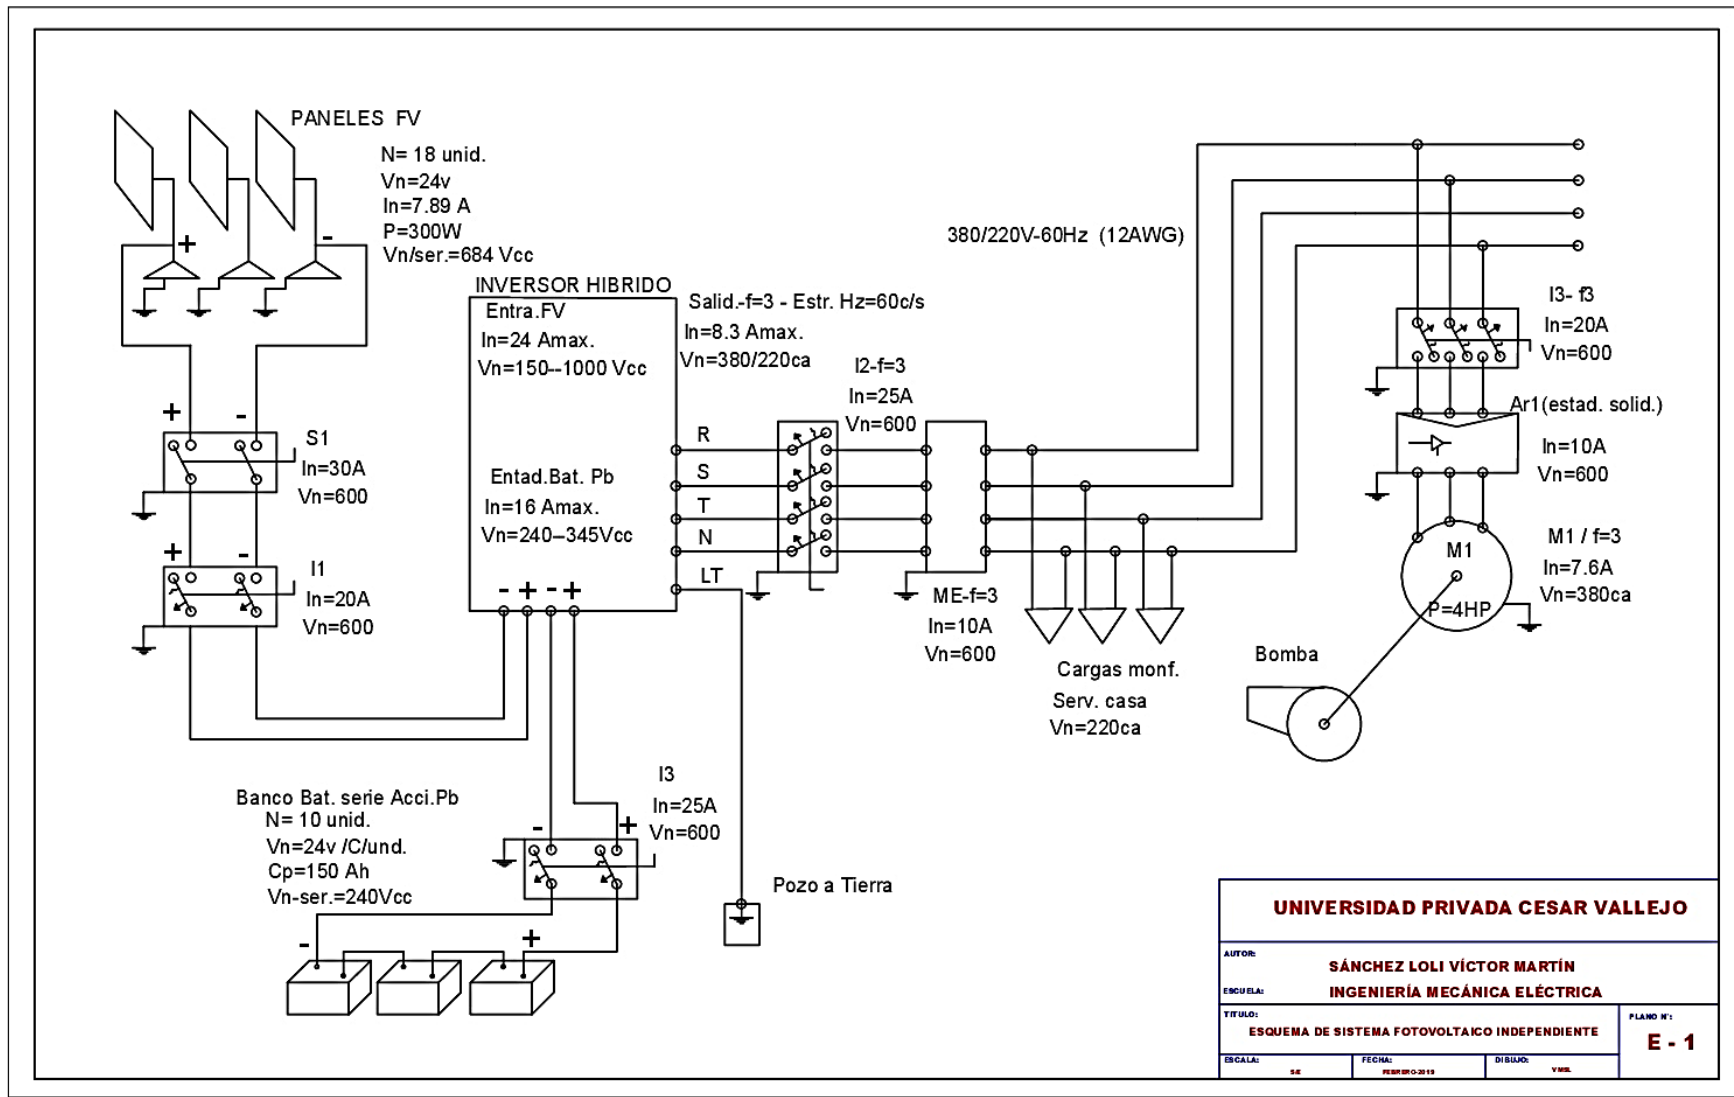 PANELES FV
N= 18 unid.
Vn=24v
In=7.89 A
P=300W
Vn/ser.=684 Vcc
+
-
INVERSOR HIBRIDO
Entra.FV
In=24 Amax.
Vn=150--1000 Vcc
Entad.Bat. Pb
In=16 Amax.
Vn=240--345Vcc
- + - +
Salid.-f=3 - Estr. Hz=60c/s
In=8.3 Amax.
Vn=380/220ca
R
S
T
N
LT
I2-f=3
In=25A
Vn=600
ME-f=3
In=10A
Vn=600
380/220V-60Hz (12AWG)
Cargas monf.
Serv. casa
Vn=220ca
I3- f3
In=20A
Vn=600
Ar1(estad. solid.)
In=10A
Vn=600
M1 / f=3
In=7.6A
Vn=380ca
M1
P=4HP
Bomba
+ -
S1
In=30A
Vn=600
+ -
I1
In=20A
Vn=600
I3
In=25A
Vn=600
- +
Banco Bat. serie Acci.Pb
N= 10 unid.
Vn=24v /C/und.
Cp=150 Ah
Vn-ser.=240Vcc
- +
Pozo a Tierra
UNIVERSIDAD PRIVADA CESAR VALLEJO
AUTOR:
SÁNCHEZ LOLI VÍCTOR MARTÍN
ESCUELA:
INGENIERÍA MECÁNICA ELÉCTRICA
TITULO:
ESQUEMA DE SISTEMA FOTOVOLTAICO INDEPENDIENTE
PLANO N°:
E - 1
ESCALA:
S/E
FECHA:
FEBRERO-2019
DIBUJO:
VMSL